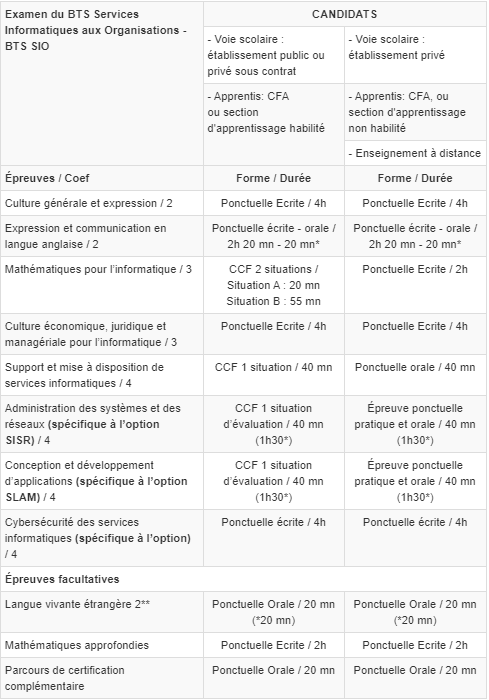 Examen du BTS Services
Informatiques aux Organisations -
BTS SIO
CANDIDATS
- Voie scolaire :
établissement public ou
privé sous contrat
- Voie scolaire :
établissement privé
- Apprentis: CFA
ou section
d'apprentissage habilité
- Apprentis: CFA, ou
section d'apprentissage
non habilité
- Enseignement à distance
Épreuves / Coef
Forme / Durée
Forme / Durée
Culture générale et expression / 2
Ponctuelle Ecrite / 4h
Ponctuelle Ecrite / 4h
Expression et communication en
langue anglaise / 2
Ponctuelle écrite - orale /
2h 20 mn - 20 mn*
Ponctuelle écrite - orale /
2h 20 mn - 20 mn*
Mathématiques pour l'informatique / 3
CCF 2 situations /
Situation A : 20 mn
Situation B : 55 mn
Ponctuelle Ecrite / 2h
Culture économique, juridique et
managériale pour l'informatique / 3
Ponctuelle Ecrite / 4h
Ponctuelle Ecrite / 4h
Support et mise à disposition de
services informatiques / 4
CCF 1 situation / 40 mn
Ponctuelle orale / 40 mn
Administration des systèmes et des
réseaux (spécifique à l'option
SISR) / 4
CCF 1 situation
d'évaluation / 40 mn
(1h30*)
Épreuve ponctuelle
pratique et orale / 40 mn
(1h30*)
Conception et développement
d'applications (spécifique à l'option
SLAM) / 4
CCF 1 situation
d'évaluation / 40 mn
(1h30*)
Épreuve ponctuelle
pratique et orale / 40 mn
(1h30*)
Cybersécurité des services
informatiques (spécifique à l'option)
/ 4
Ponctuelle écrite / 4h
Ponctuelle écrite / 4h
Épreuves facultatives
Langue vivante étrangère 2**
Ponctuelle Orale / 20 mn
(*20 mn)
Ponctuelle Orale / 20 mn
(*20 mn)
Mathématiques approfondies
Ponctuelle Ecrite / 2h
Ponctuelle Ecrite / 2h
Parcours de certification
complémentaire
Ponctuelle Orale / 20 mn
Ponctuelle Orale / 20 mn